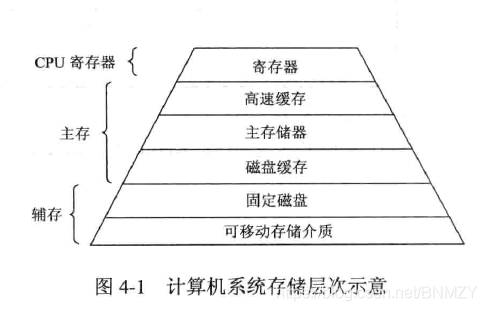 CPU 寄存器
寄存器
高速缓存
主存
主存储器
磁盘缓存
辅存
固定磁盘
可移动存储介质
图 4-1 计算机系统存储层次示意
https://blog.csdn.net/BNMZY